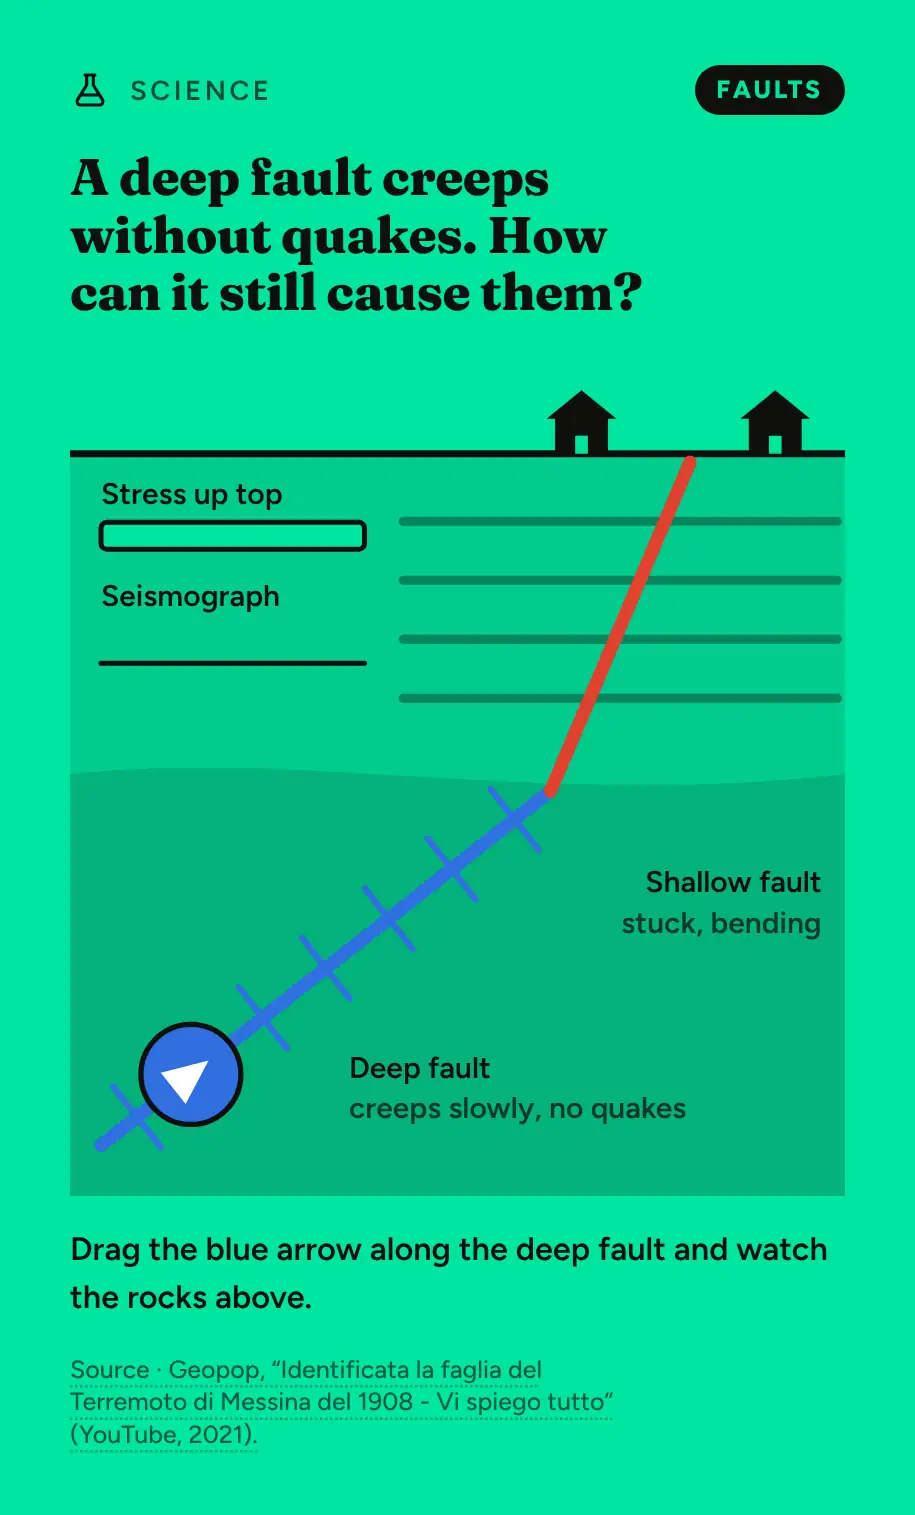 SCIENCE
FAULTS
A deep fault creeps
without quakes. How
can it still cause them?
Stress up top
Seismograph
Shallow fault
stuck, bending
Deep fault
creeps slowly, no quakes
Drag the blue arrow along the deep fault and watch
the rocks above.
Source · Geopop, “Identificata la faglia del
Terremoto di Messina del 1908 - Vi spiego tutto”
(YouTube, 2021).